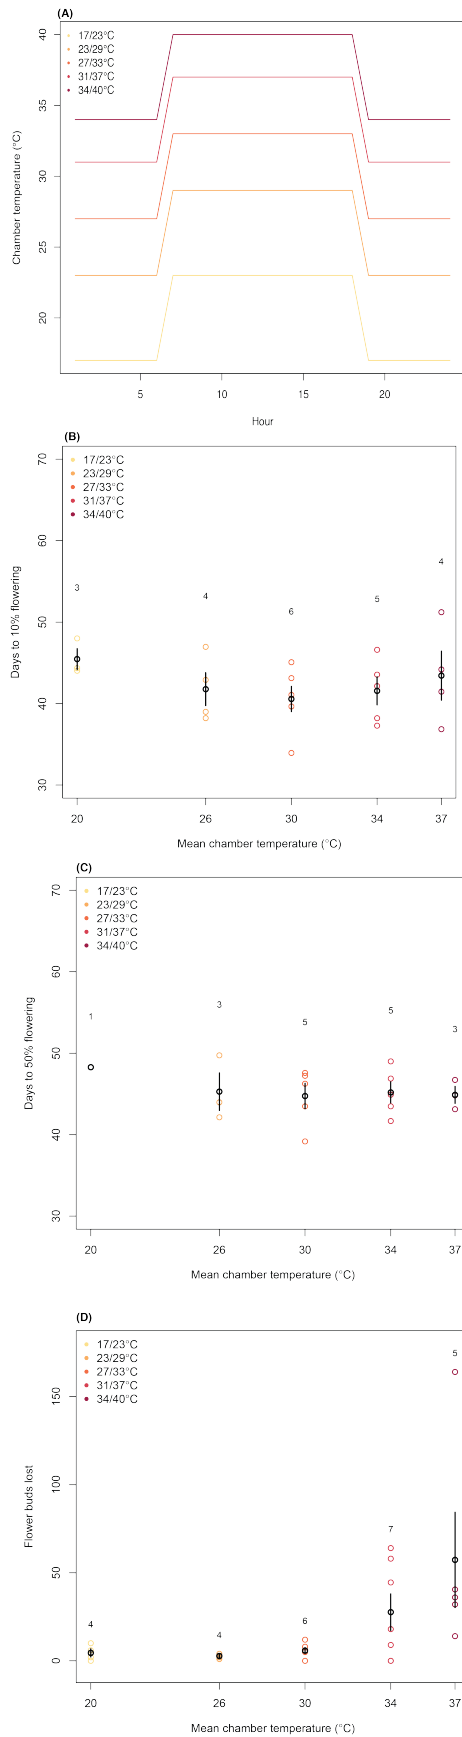 (A)
17/23°C
23/29°C
27/33°C
31/37°C
34/40°C
40
35
30
25
20
Chamber temperature (°C)
5 10 15 20
Hour
(B)
17/23°C
23/29°C
27/33°C
31/37°C
34/40°C
70
60
50
40
30
Days to 10% flowering
3 4 6 5 4
20 26 30 34 37
Mean chamber temperature (°C)
(C)
17/23°C
23/29°C
27/33°C
31/37°C
34/40°C
70
60
50
40
30
Days to 50% flowering
1 3 5 5 3
20 26 30 34 37
Mean chamber temperature (°C)
(D)
17/23°C
23/29°C
27/33°C
31/37°C
34/40°C
150
100
50
0
Flower buds lost
4 4 6 7 5
20 26 30 34 37
Mean chamber temperature (°C)